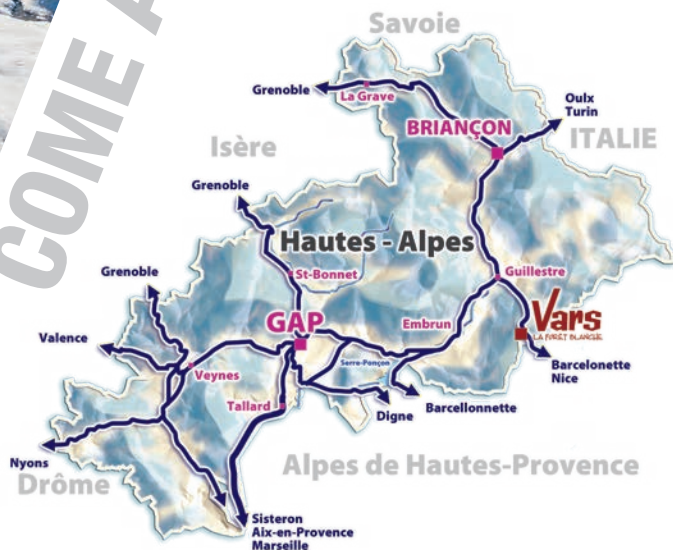 COME A
Savoie
Grenoble
La Grave
Oulx
Turin
BRIANÇON
ITALIE
Isère
Grenoble
Hautes - Alpes
St-Bonnet
Guillestre
Grenoble
GAP
Embrun
Vars
LA FORÊT BLANCHE
Valence
Serre-Ponçon
Barcelonette
Nice
Veynes
Tallard
Digne
Barcellonnette
Nyons
Drôme
Alpes de Hautes-Provence
Sisteron
Aix-en-Provence
Marseille